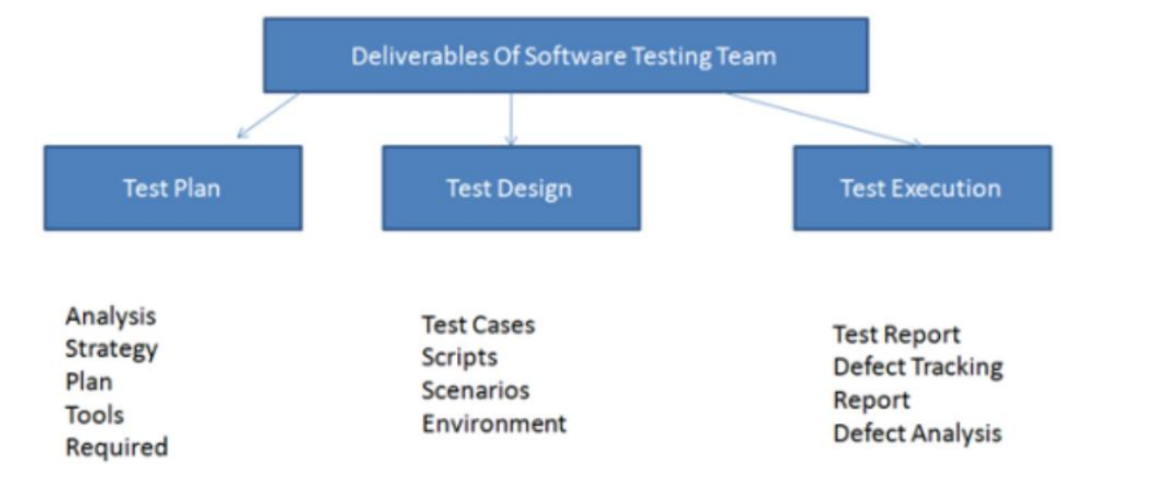 Deliverables Of Software Testing Team
Test Plan
Test Design
Test Execution
Analysis
Strategy
Plan
Tools
Required
Test Cases
Scripts
Scenarios
Environment
Test Report
Defect Tracking
Report
Defect Analysis